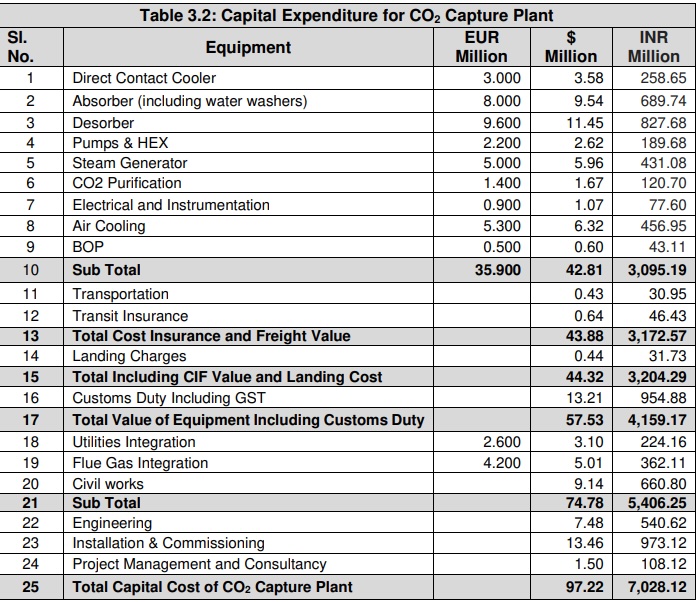 Table 3.2: Capital Expenditure for CO₂ Capture Plant
Sl. No. Equipment EUR Million $ Million INR Million
1 Direct Contact Cooler 3.000 3.58 258.65
2 Absorber (including water washers) 8.000 9.54 689.74
3 Desorber 9.600 11.45 827.68
4 Pumps & HEX 2.200 2.62 189.68
5 Steam Generator 5.000 5.96 431.08
6 CO2 Purification 1.400 1.67 120.70
7 Electrical and Instrumentation 0.900 1.07 77.60
8 Air Cooling 5.300 6.32 456.95
9 BOP 0.500 0.60 43.11
10 Sub Total 35.900 42.81 3,095.19
11 Transportation 0.43 30.95
12 Transit Insurance 0.64 46.43
13 Total Cost Insurance and Freight Value 43.88 3,172.57
14 Landing Charges 0.44 31.73
15 Total Including CIF Value and Landing Cost 44.32 3,204.29
16 Customs Duty Including GST 13.21 954.88
17 Total Value of Equipment Including Customs Duty 57.53 4,159.17
18 Utilities Integration 2.600 3.10 224.16
19 Flue Gas Integration 4.200 5.01 362.11
20 Civil works 9.14 660.80
21 Sub Total 74.78 5,406.25
22 Engineering 7.48 540.62
23 Installation & Commissioning 13.46 973.12
24 Project Management and Consultancy 1.50 108.12
25 Total Capital Cost of CO₂ Capture Plant 97.22 7,028.12